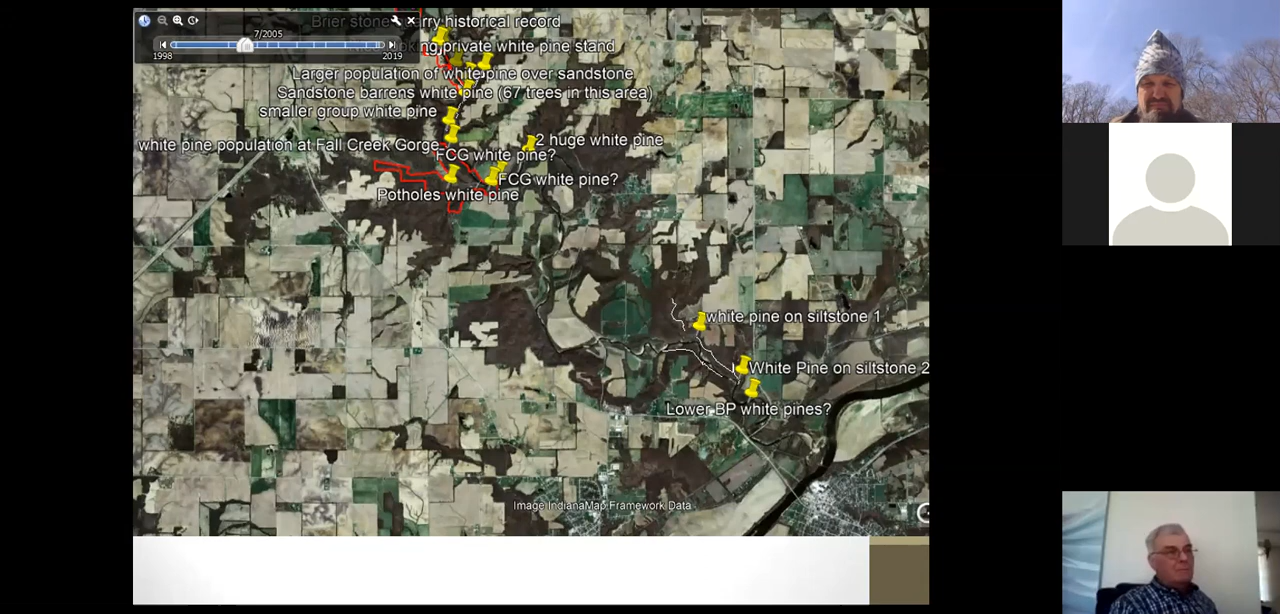 Brier stone quarry historical record
7/2005
1998
2019
king private white pine stand
Larger population of white pine over sandstone
Sandstone barrens white pine (67 trees in this area)
smaller group white pine
2 huge white pine
white pine population at Fall Creek Gorge
FCG white pine?
FCG white pine?
Potholes white pine
white pine on siltstone 1
White Pine on siltstone 2
Lower BP white pines?
Image IndianaMap Framework Data